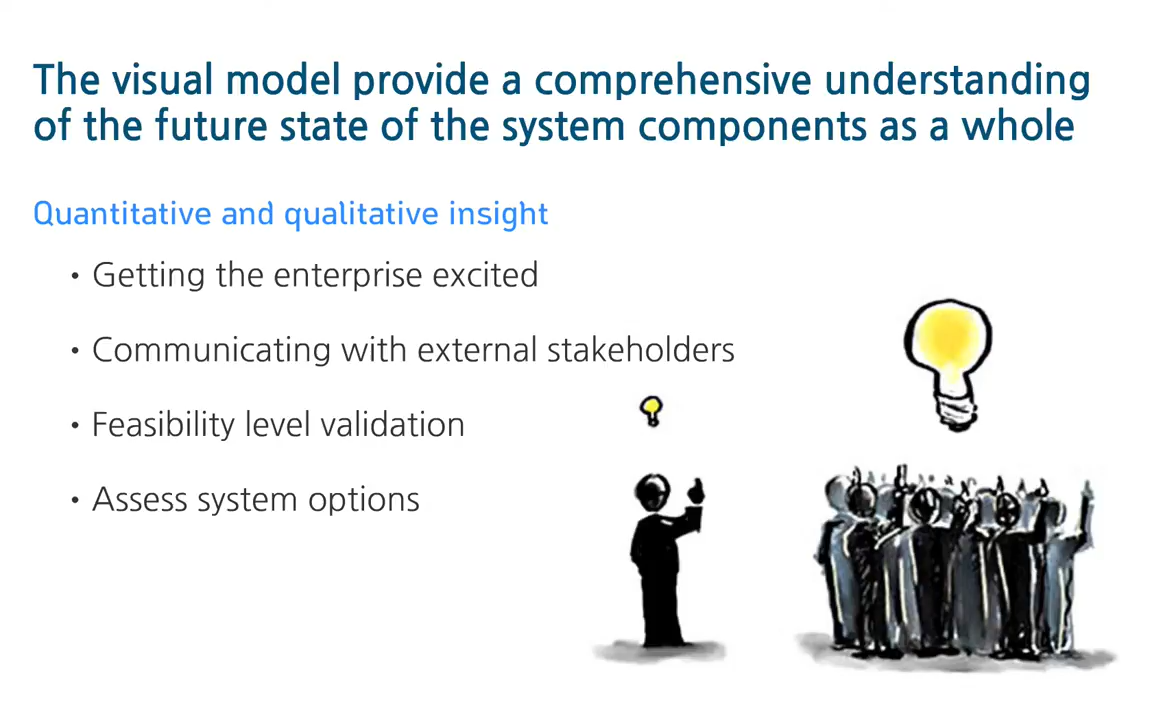 The visual model provide a comprehensive understanding
of the future state of the system components as a whole
Quantitative and qualitative insight
• Getting the enterprise excited
• Communicating with external stakeholders
• Feasibility level validation
• Assess system options